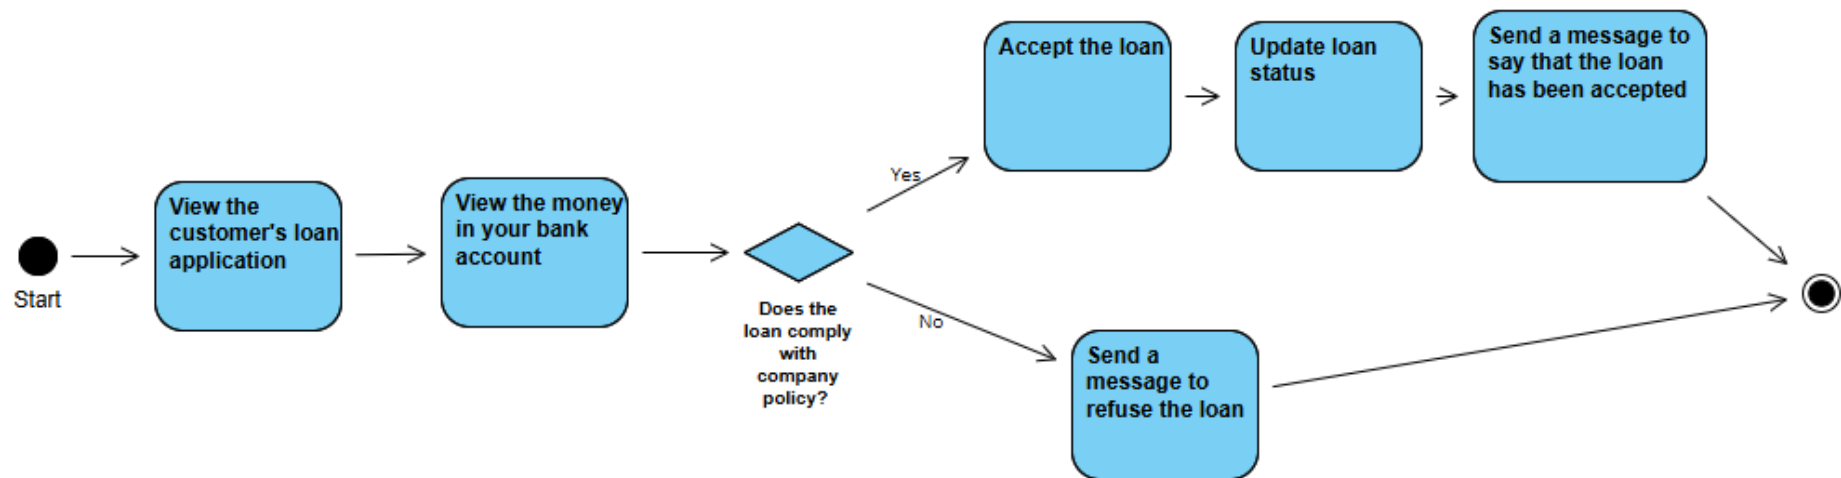 Start
View the
customer's loan
application
View the money
in your bank
account
Does the
loan comply
with
company
policy?
Yes
Accept the loan
Update loan
status
Send a message to
say that the loan
has been accepted
No
Send a
message to
refuse the loan